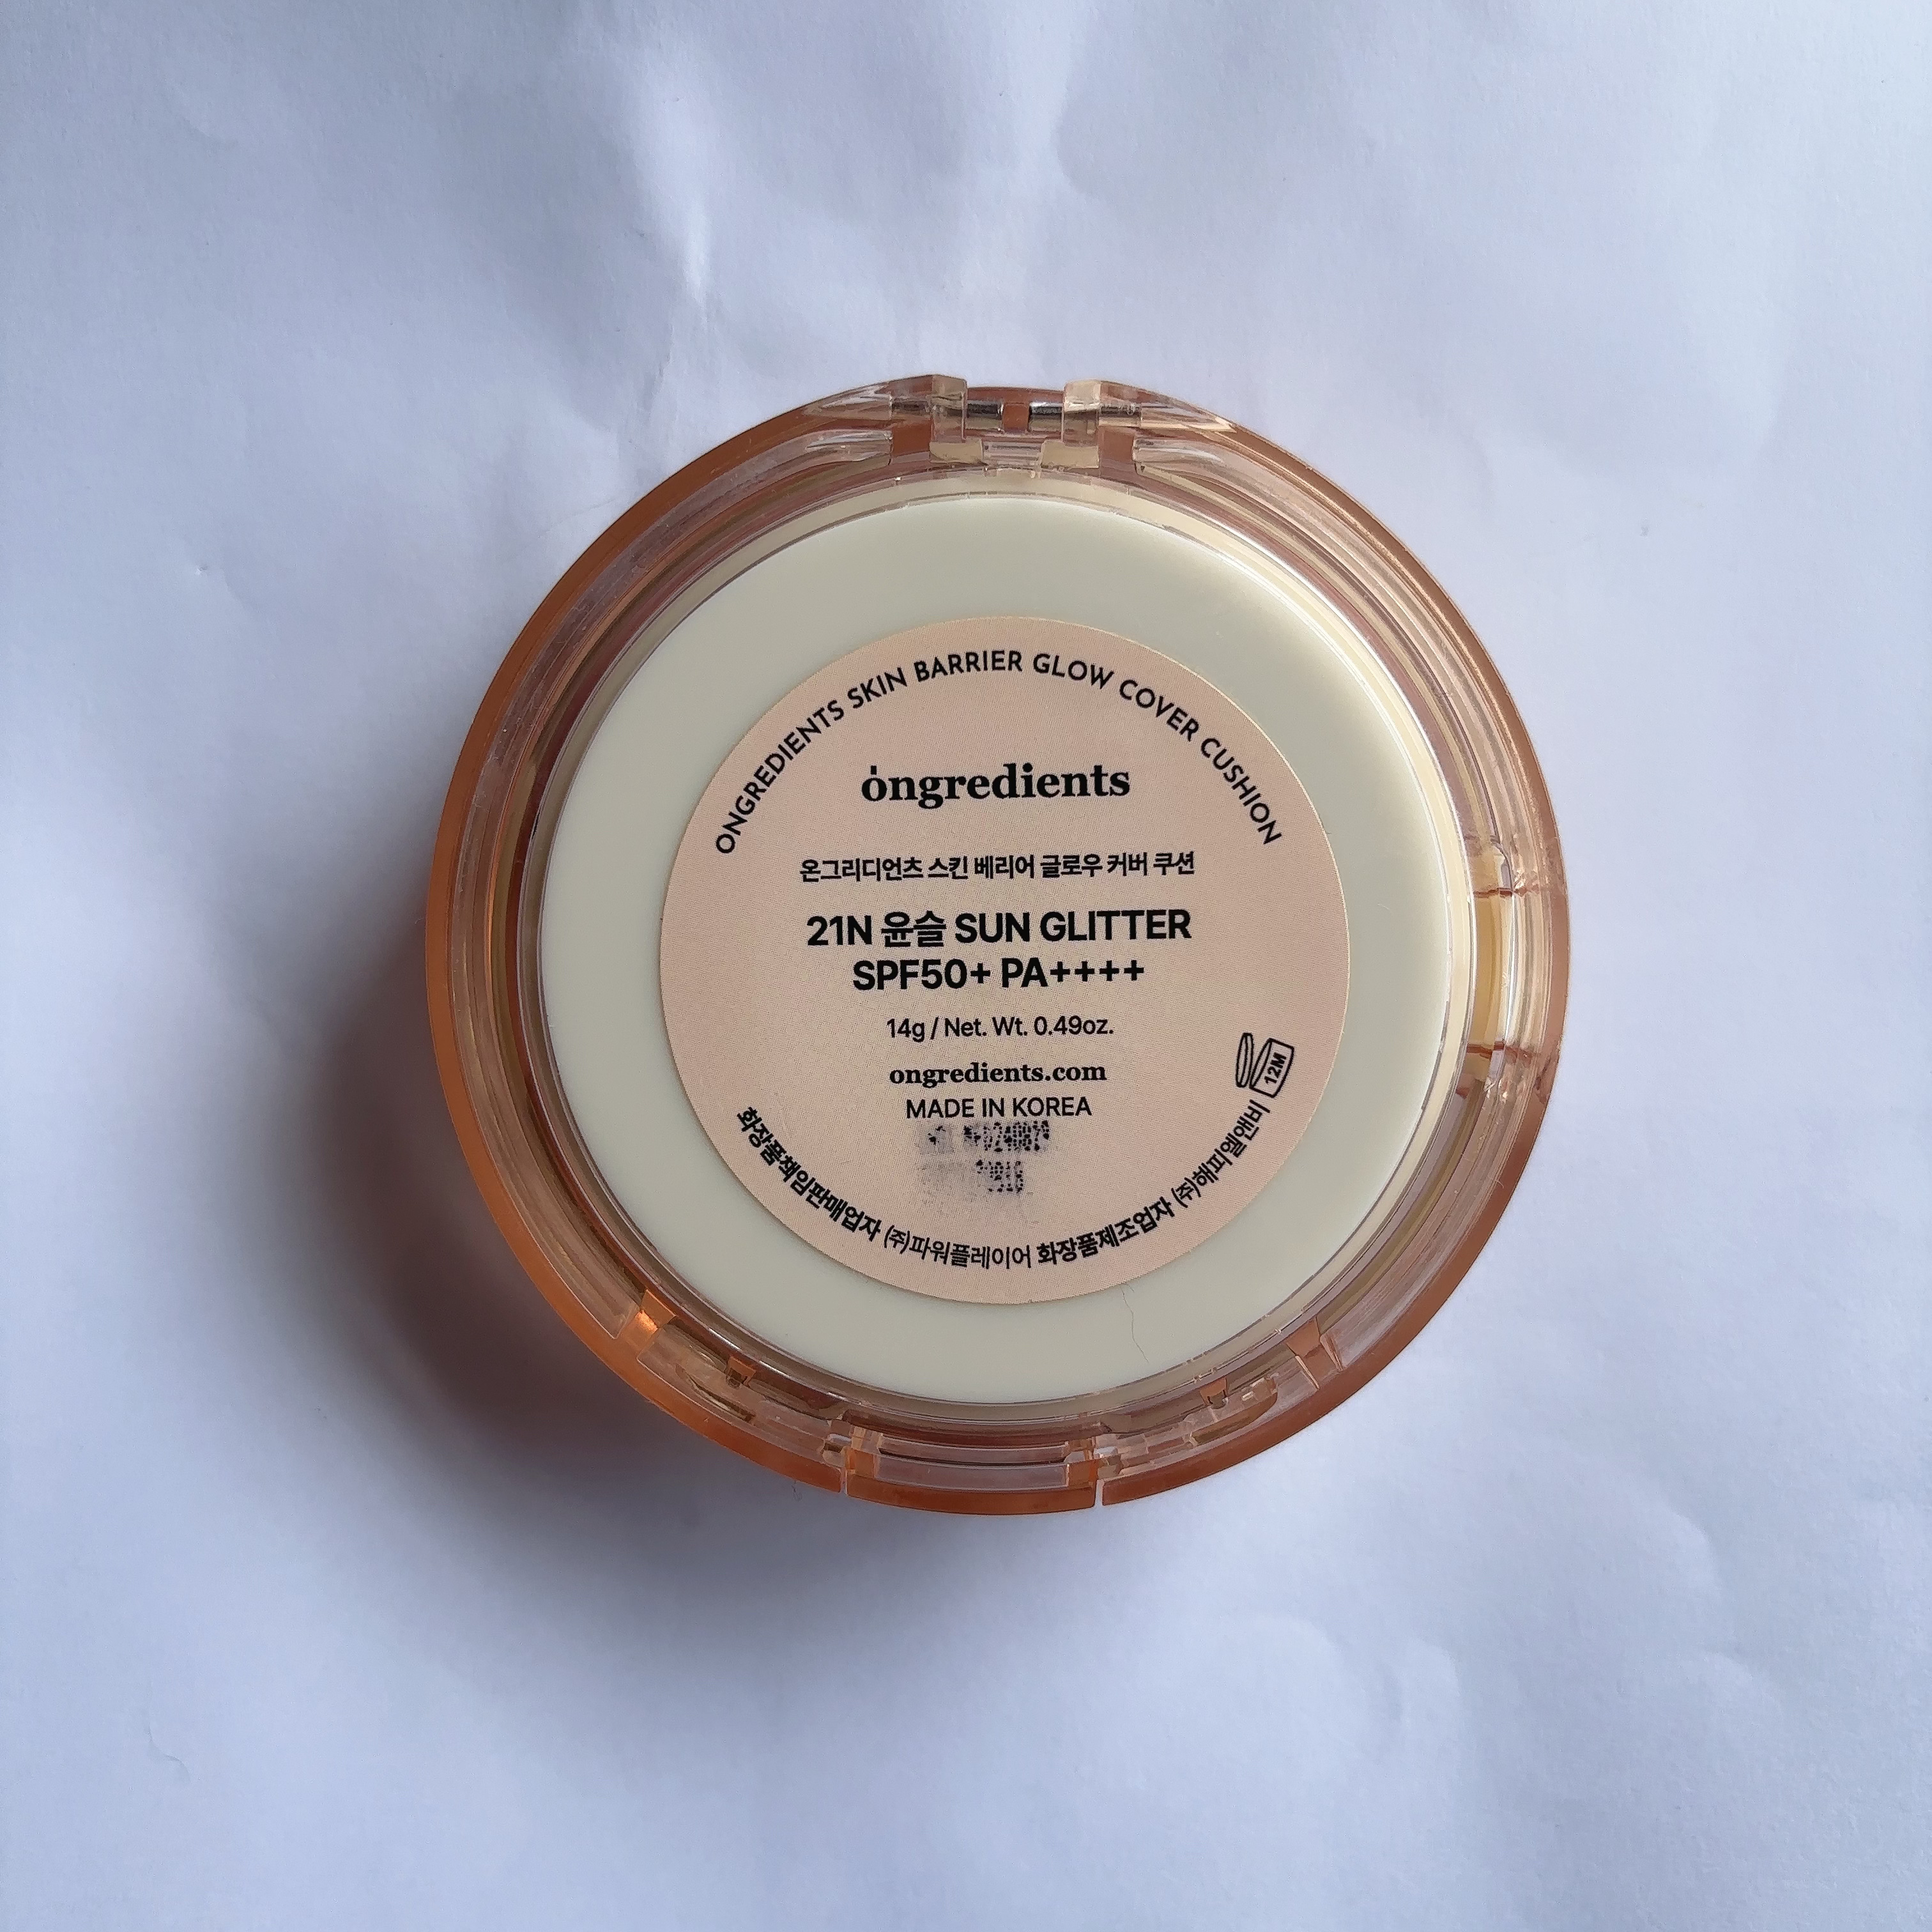 ONGREDIENTS SKIN BARRIER GLOW COVER CUSHION
ongredients
온그리디언츠 스킨 베리어 글로우 커버 쿠션
21N 윤슬 SUN GLITTER
SPF50+ PA++++
14g / Net. Wt. 0.49oz.
ongredients.com
MADE IN KOREA
12M
화장품책임판매업자 ㈜파워플레이어 화장품제조업자 ㈜해피엘앤비